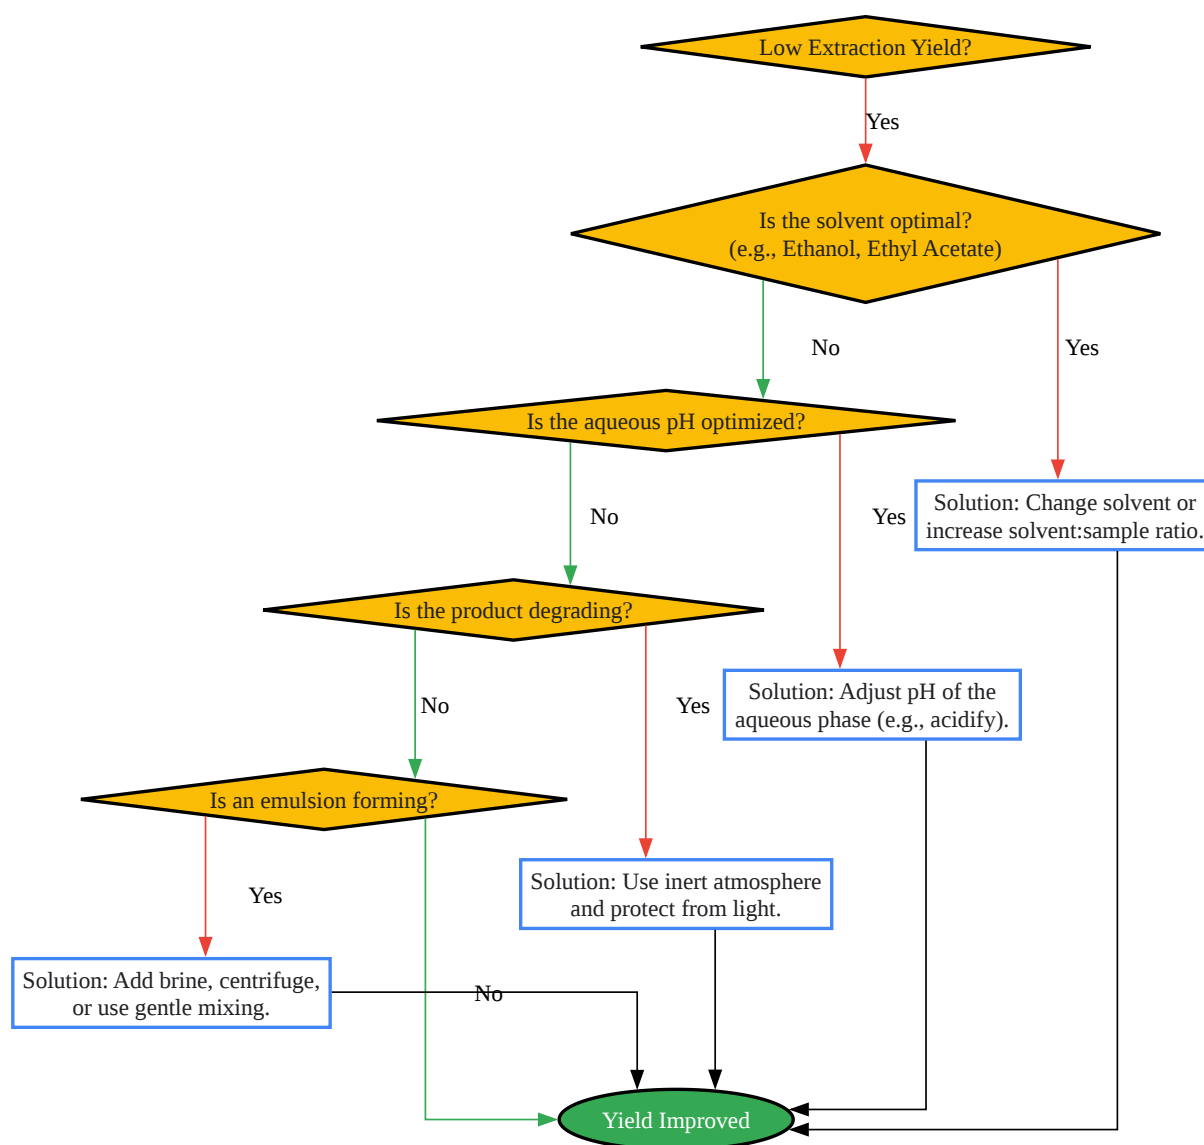 Low Extraction Yield?
Yes
Is the solvent optimal?
(e.g., Ethanol, Ethyl Acetate)
No
Yes
Is the aqueous pH optimized?
No
Yes
Solution: Change solvent or
increase solvent:sample ratio.
Is the product degrading?
No
Yes
Solution: Adjust pH of the
aqueous phase (e.g., acidify).
Is an emulsion forming?
Yes
Solution: Use inert atmosphere
and protect from light.
Solution: Add brine, centrifuge,
or use gentle mixing.
No
Yield Improved